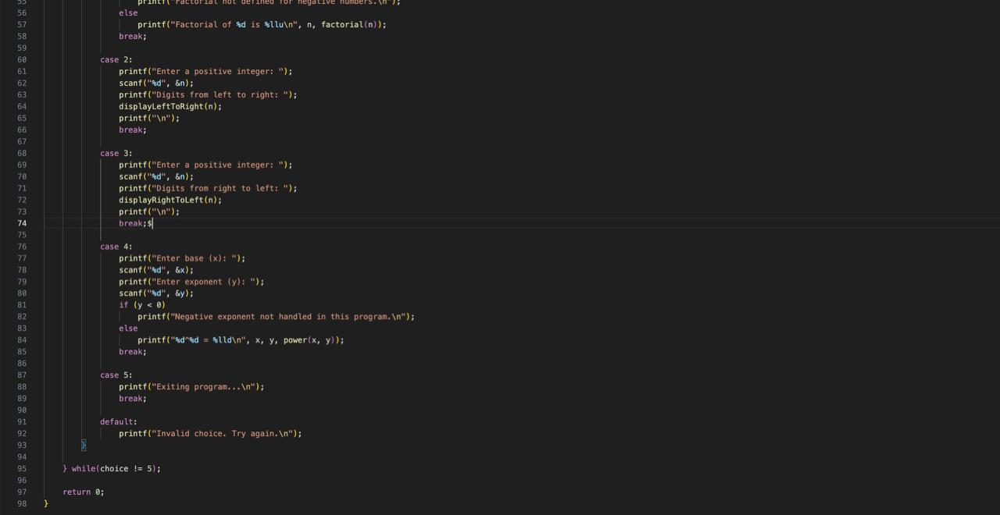 55 printf("Factorial not defined for negative numbers.\n");
56 else
57 printf("Factorial of %d is %llu\n", n, factorial(n));
58 break;
59
60 case 2:
61 printf("Enter a positive integer: ");
62 scanf("%d", &n);
63 printf("Digits from left to right: ");
64 displayLeftToRight(n);
65 printf("\n");
66 break;
67
68 case 3:
69 printf("Enter a positive integer: ");
70 scanf("%d", &n);
71 printf("Digits from right to left: ");
72 displayRightToLeft(n);
73 printf("\n");
74 break;$
75
76 case 4:
77 printf("Enter base (x): ");
78 scanf("%d", &x);
79 printf("Enter exponent (y): ");
80 scanf("%d", &y);
81 if (y < 0)
82 printf("Negative exponent not handled in this program.\n");
83 else
84 printf("%d^%d = %lld\n", x, y, power(x, y));
85 break;
86
87 case 5:
88 printf("Exiting program...\n");
89 break;
90
91 default:
92 printf("Invalid choice. Try again.\n");
93 }
94
95 } while(choice != 5);
96
97 return 0;
98 }